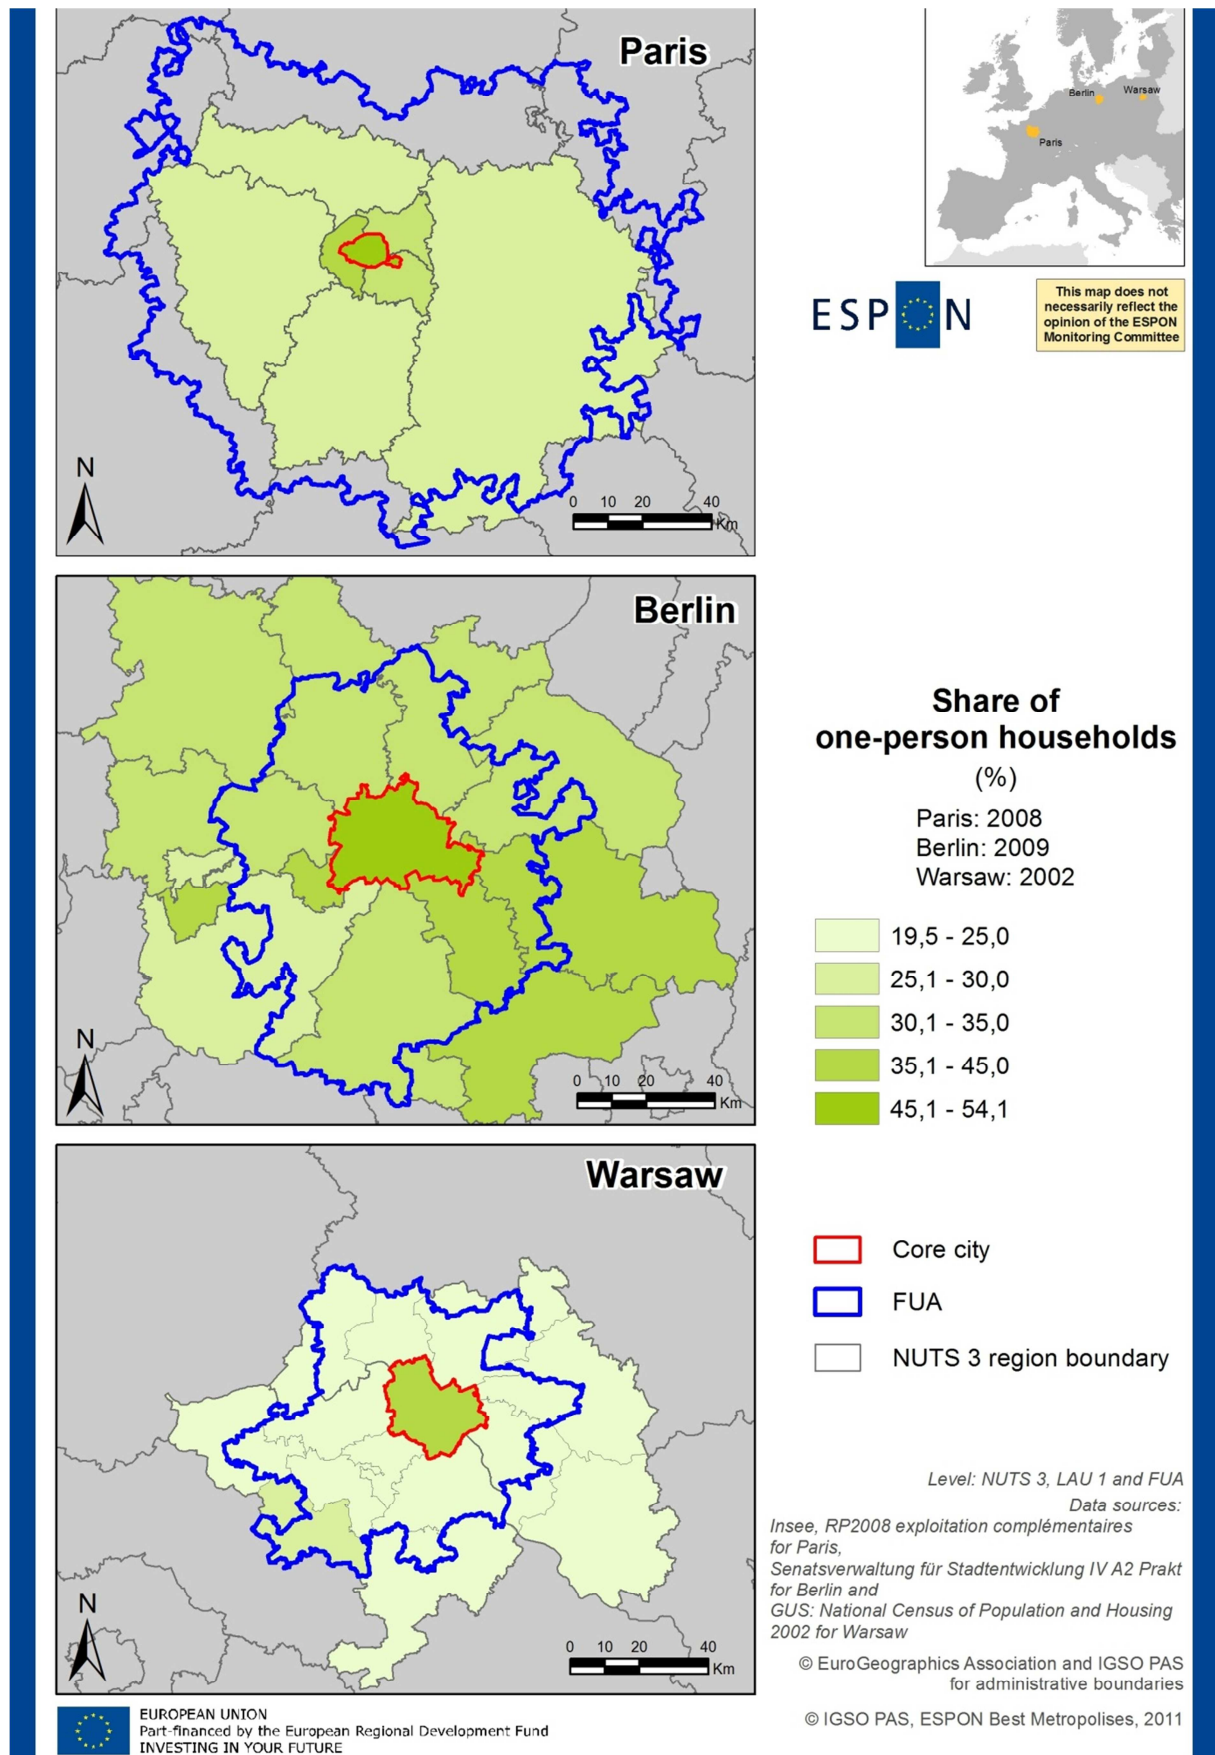 Paris
N
0 10 20 40
Km
Berlin
Warsaw
Paris
ESPON
This map does not
necessarily reflect the
opinion of the ESPON
Monitoring Committee
Berlin
N
0 10 20 40
Km
Share of
one-person households
(%)
Paris: 2008
Berlin: 2009
Warsaw: 2002
19,5 - 25,0
25,1 - 30,0
30,1 - 35,0
35,1 - 45,0
45,1 - 54,1
Warsaw
N
0 10 20 40
Km
Core city
FUA
NUTS 3 region boundary
Level: NUTS 3, LAU 1 and FUA
Data sources:
Insee, RP2008 exploitation complémentaires
for Paris,
Senatsverwaltung für Stadtentwicklung IV A2 Prakt
for Berlin and
GUS: National Census of Population and Housing
2002 for Warsaw
© EuroGeographics Association and IGSO PAS
for administrative boundaries
© IGSO PAS, ESPON Best Metropolises, 2011
EUROPEAN UNION
Part-financed by the European Regional Development Fund
INVESTING IN YOUR FUTURE